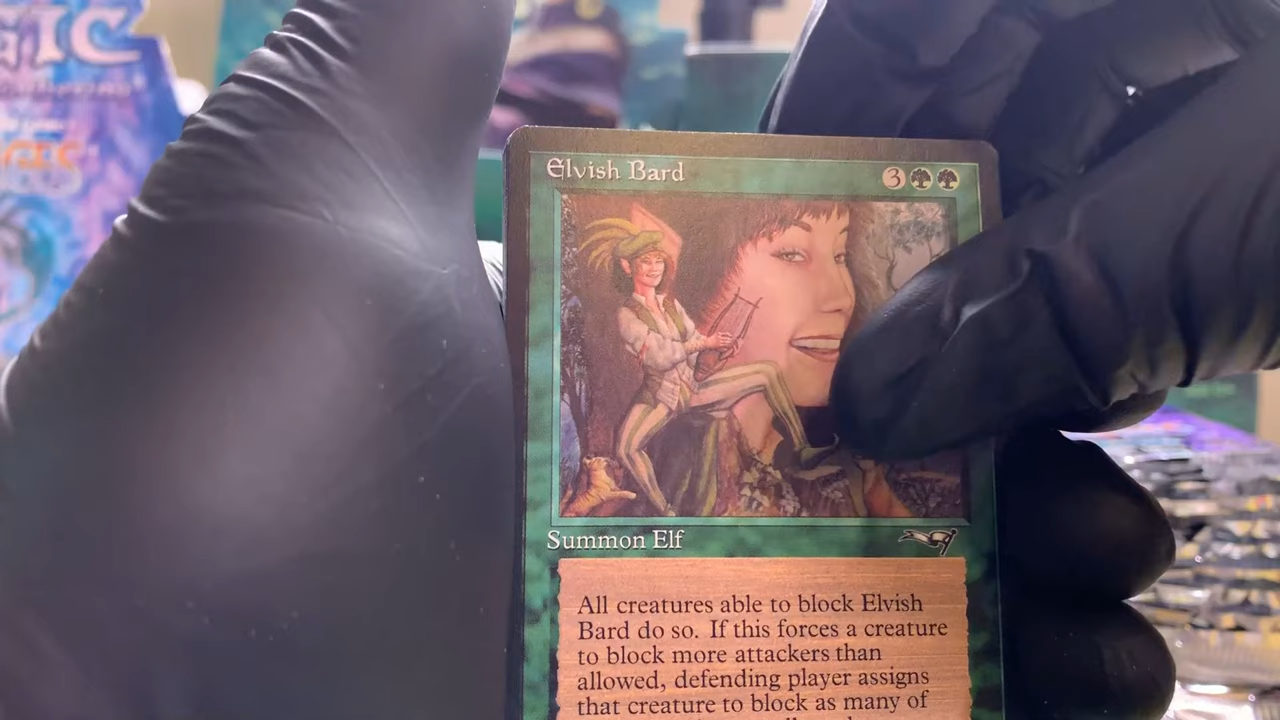 GIC
Elvish Bard 3
Summon Elf
All creatures able to block Elvish
Bard do so. If this forces a creature
to block more attackers than
allowed, defending player assigns
that creature to block as many of